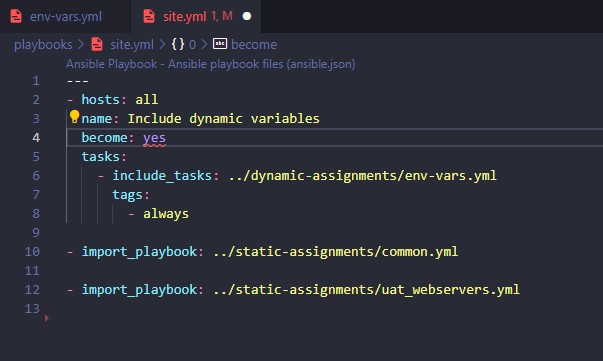 env-vars.yml
site.yml 1, M
playbooks > site.yml > {} 0 > abc become
Ansible Playbook - Ansible playbook files (ansible.json)
1 ---
2 - hosts: all
3 name: Include dynamic variables
4 become: yes
5 tasks:
6 - include_tasks: ../dynamic-assignments/env-vars.yml
7 tags:
8 - always
9
10 - import_playbook: ../static-assignments/common.yml
11
12 - import_playbook: ../static-assignments/uat_webservers.yml
13